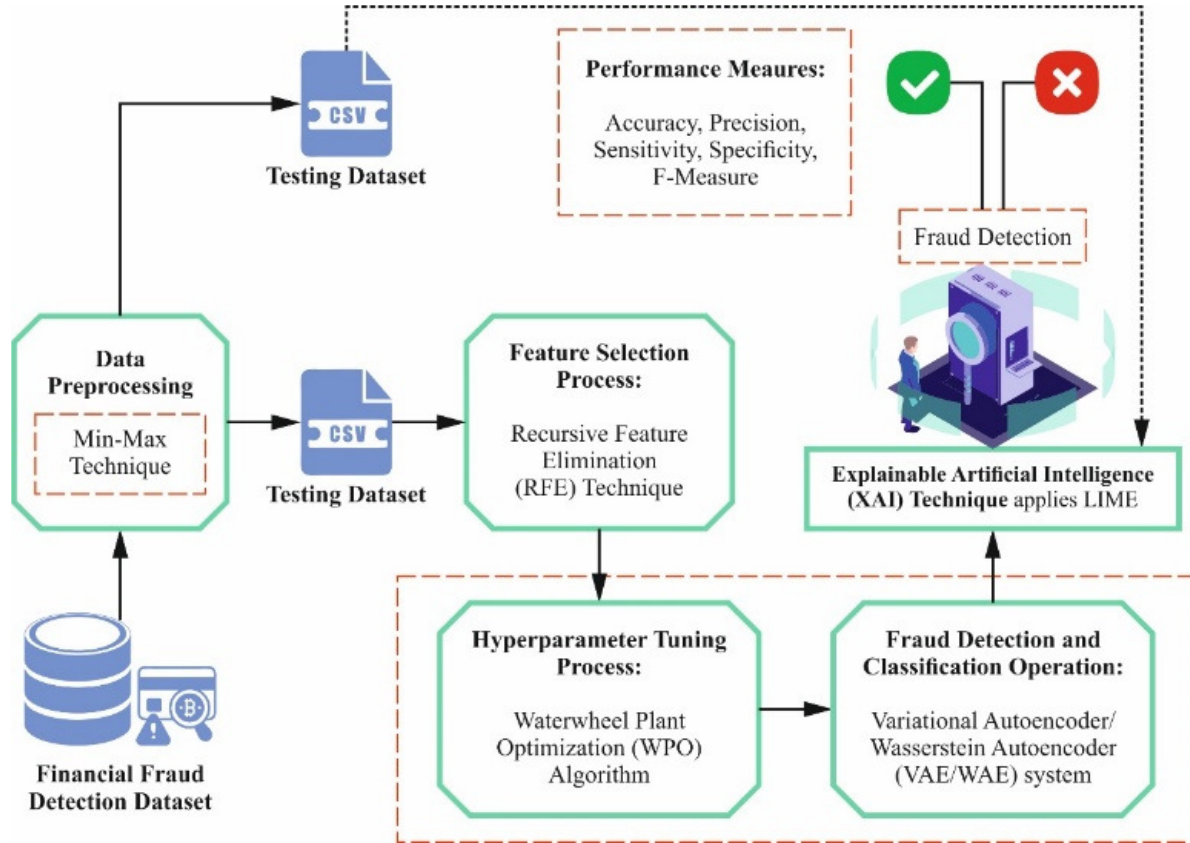 CSV
Testing Dataset
Performance Meaures:
Accuracy, Precision,
Sensitivity, Specificity,
F-Measure
Fraud Detection
Data
Preprocessing
Min-Max
Technique
CSV
Testing Dataset
Feature Selection
Process:
Recursive Feature
Elimination
(RFE) Technique
Explainable Artificial Intelligence
(XAI) Technique applies LIME
Financial Fraud
Detection Dataset
Hyperparameter Tuning
Process:
Waterwheel Plant
Optimization (WPO)
Algorithm
Fraud Detection and
Classification Operation:
Variational Autoencoder/
Wasserstein Autoencoder
(VAE/WAE) system